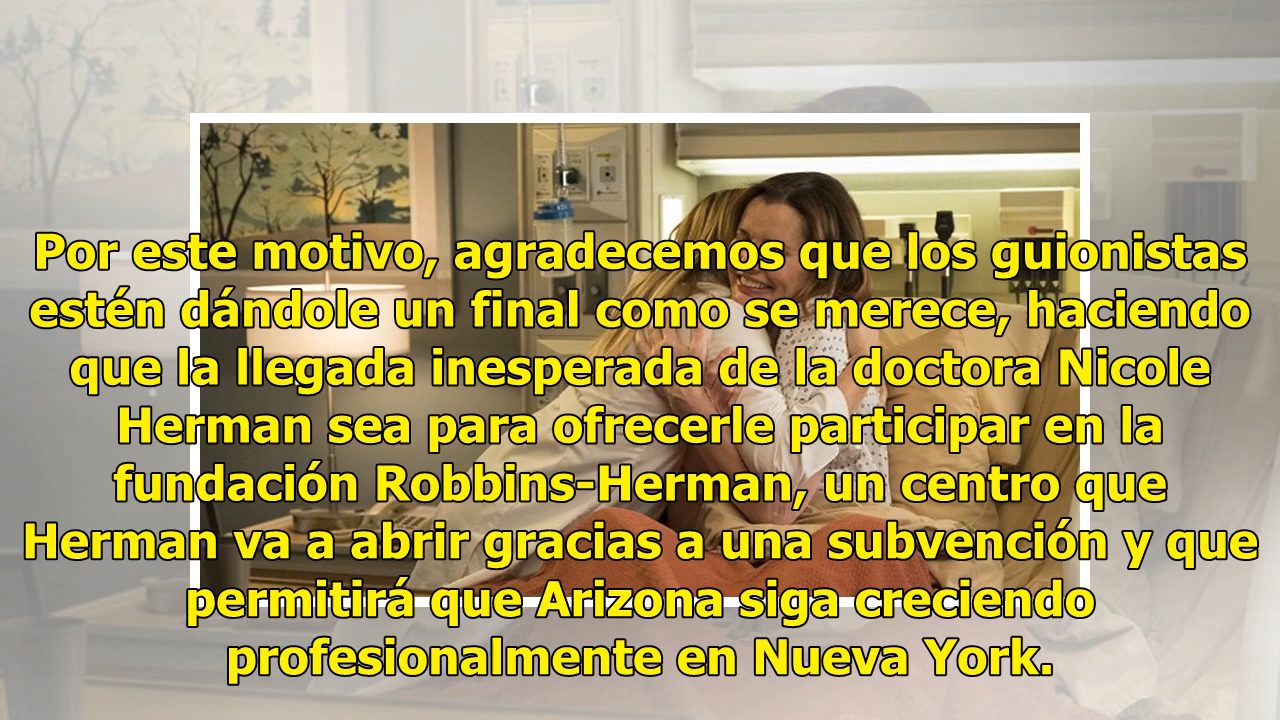 Por este motivo, agradecemos que los guionistas
estén dándole un final como se merece, haciendo
que la llegada inesperada de la doctora Nicole
Herman sea para ofrecerle participar en la
fundación Robbins-Herman, un centro que
Herman va a abrir gracias a una subvención y que
permitirá que Arizona siga creciendo
profesionalmente en Nueva York.